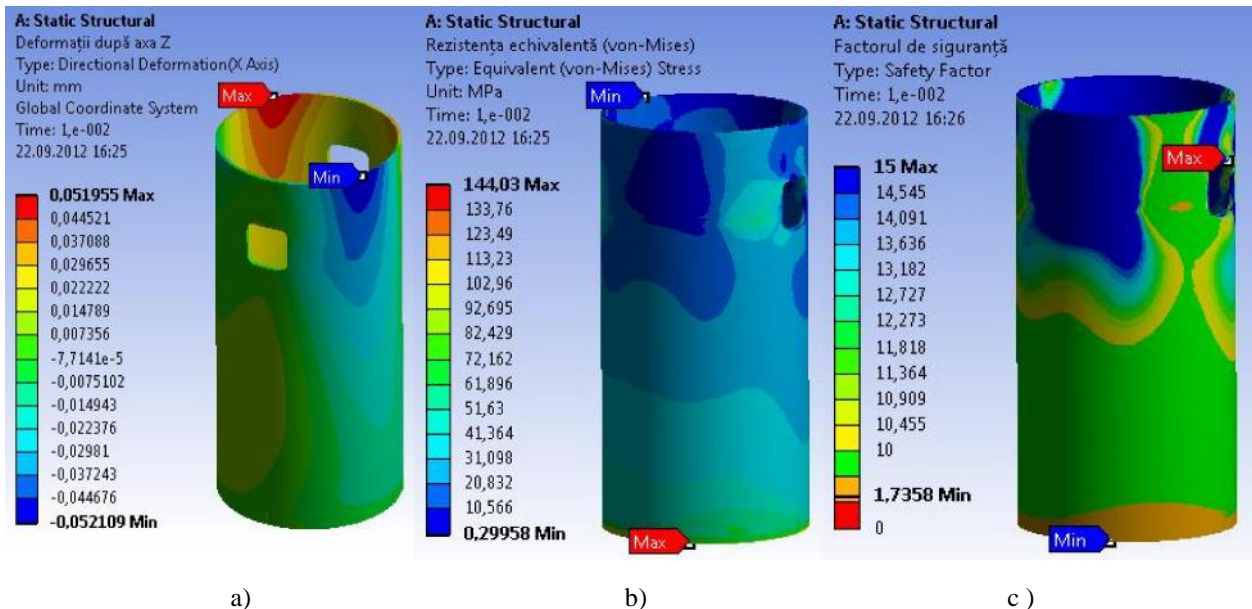 A: Static Structural
Deformații după axa Z
Type: Directional Deformation(X Axis)
Unit: mm
Global Coordinate System
Time: 1,e-002
22.09.2012 16:25
Max
Min
0,051955 Max
0,044521
0,037088
0,029655
0,022222
0,014789
0,007356
-7,7141e-5
-0,0075102
-0,014943
-0,022376
-0,02981
-0,037243
-0,044676
-0,052109 Min
a)
A: Static Structural
Rezistența echivalentă (von-Mises)
Type: Equivalent (von-Mises) Stress
Unit: MPa
Time: 1,e-002
22.09.2012 16:25
Min
144,03 Max
133,76
123,49
113,23
102,96
92,695
82,429
72,162
61,896
51,63
41,364
31,098
20,832
10,566
0,29958 Min
Max
b)
A: Static Structural
Factorul de siguranță
Type: Safety Factor
Time: 1,e-002
22.09.2012 16:26
Max
15 Max
14,545
14,091
13,636
13,182
12,727
12,273
11,818
11,364
10,909
10,455
10
1,7358 Min
0
Min
c )